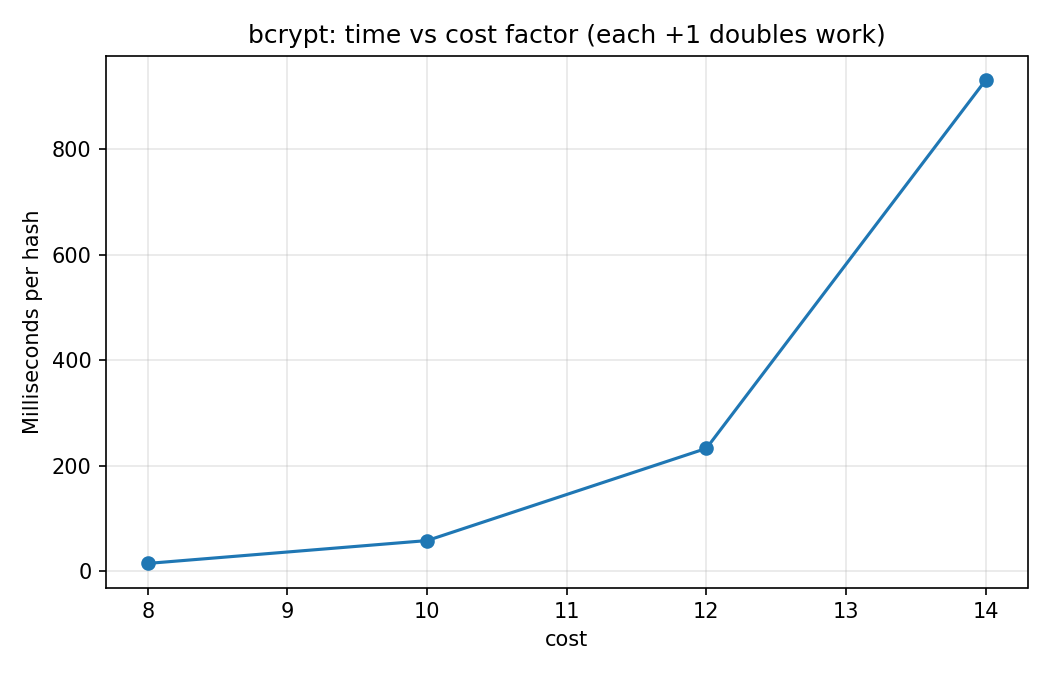 bcrypt: time vs cost factor (each +1 doubles work)
Milliseconds per hash
800
600
400
200
0
8 9 10 11 12 13 14
cost